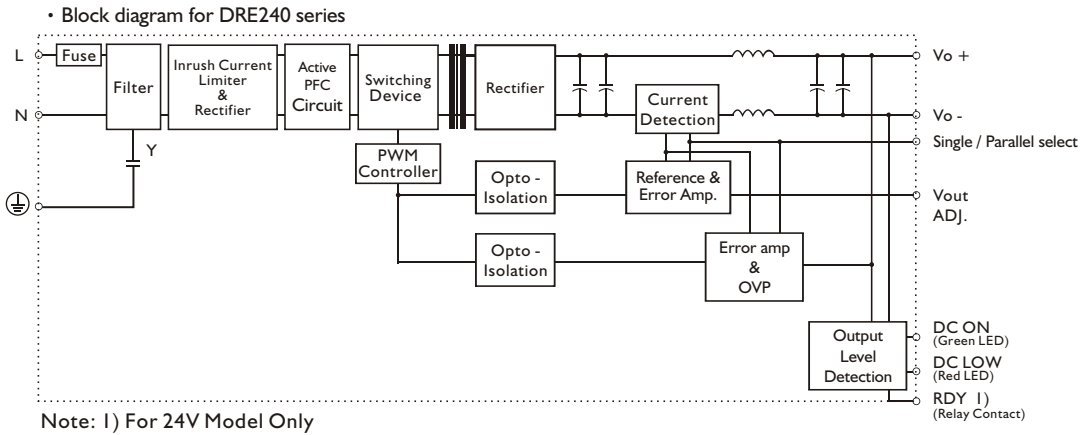 • Block diagram for DRE240 series
L
Fuse
Filter
Inrush Current
Limiter
&
Rectifier
Active
PFC
Circuit
Switching
Device
Rectifier
Current
Detection
Vo +
N
Vo -
Y
PWM
Controller
Single / Parallel select
Opto -
Isolation
Reference &
Error Amp.
Vout
ADJ.
Opto -
Isolation
Error amp
&
OVP
Output
Level
Detection
DC ON
(Green LED)
DC LOW
(Red LED)
RDY 1)
(Relay Contact)
Note: 1) For 24V Model Only